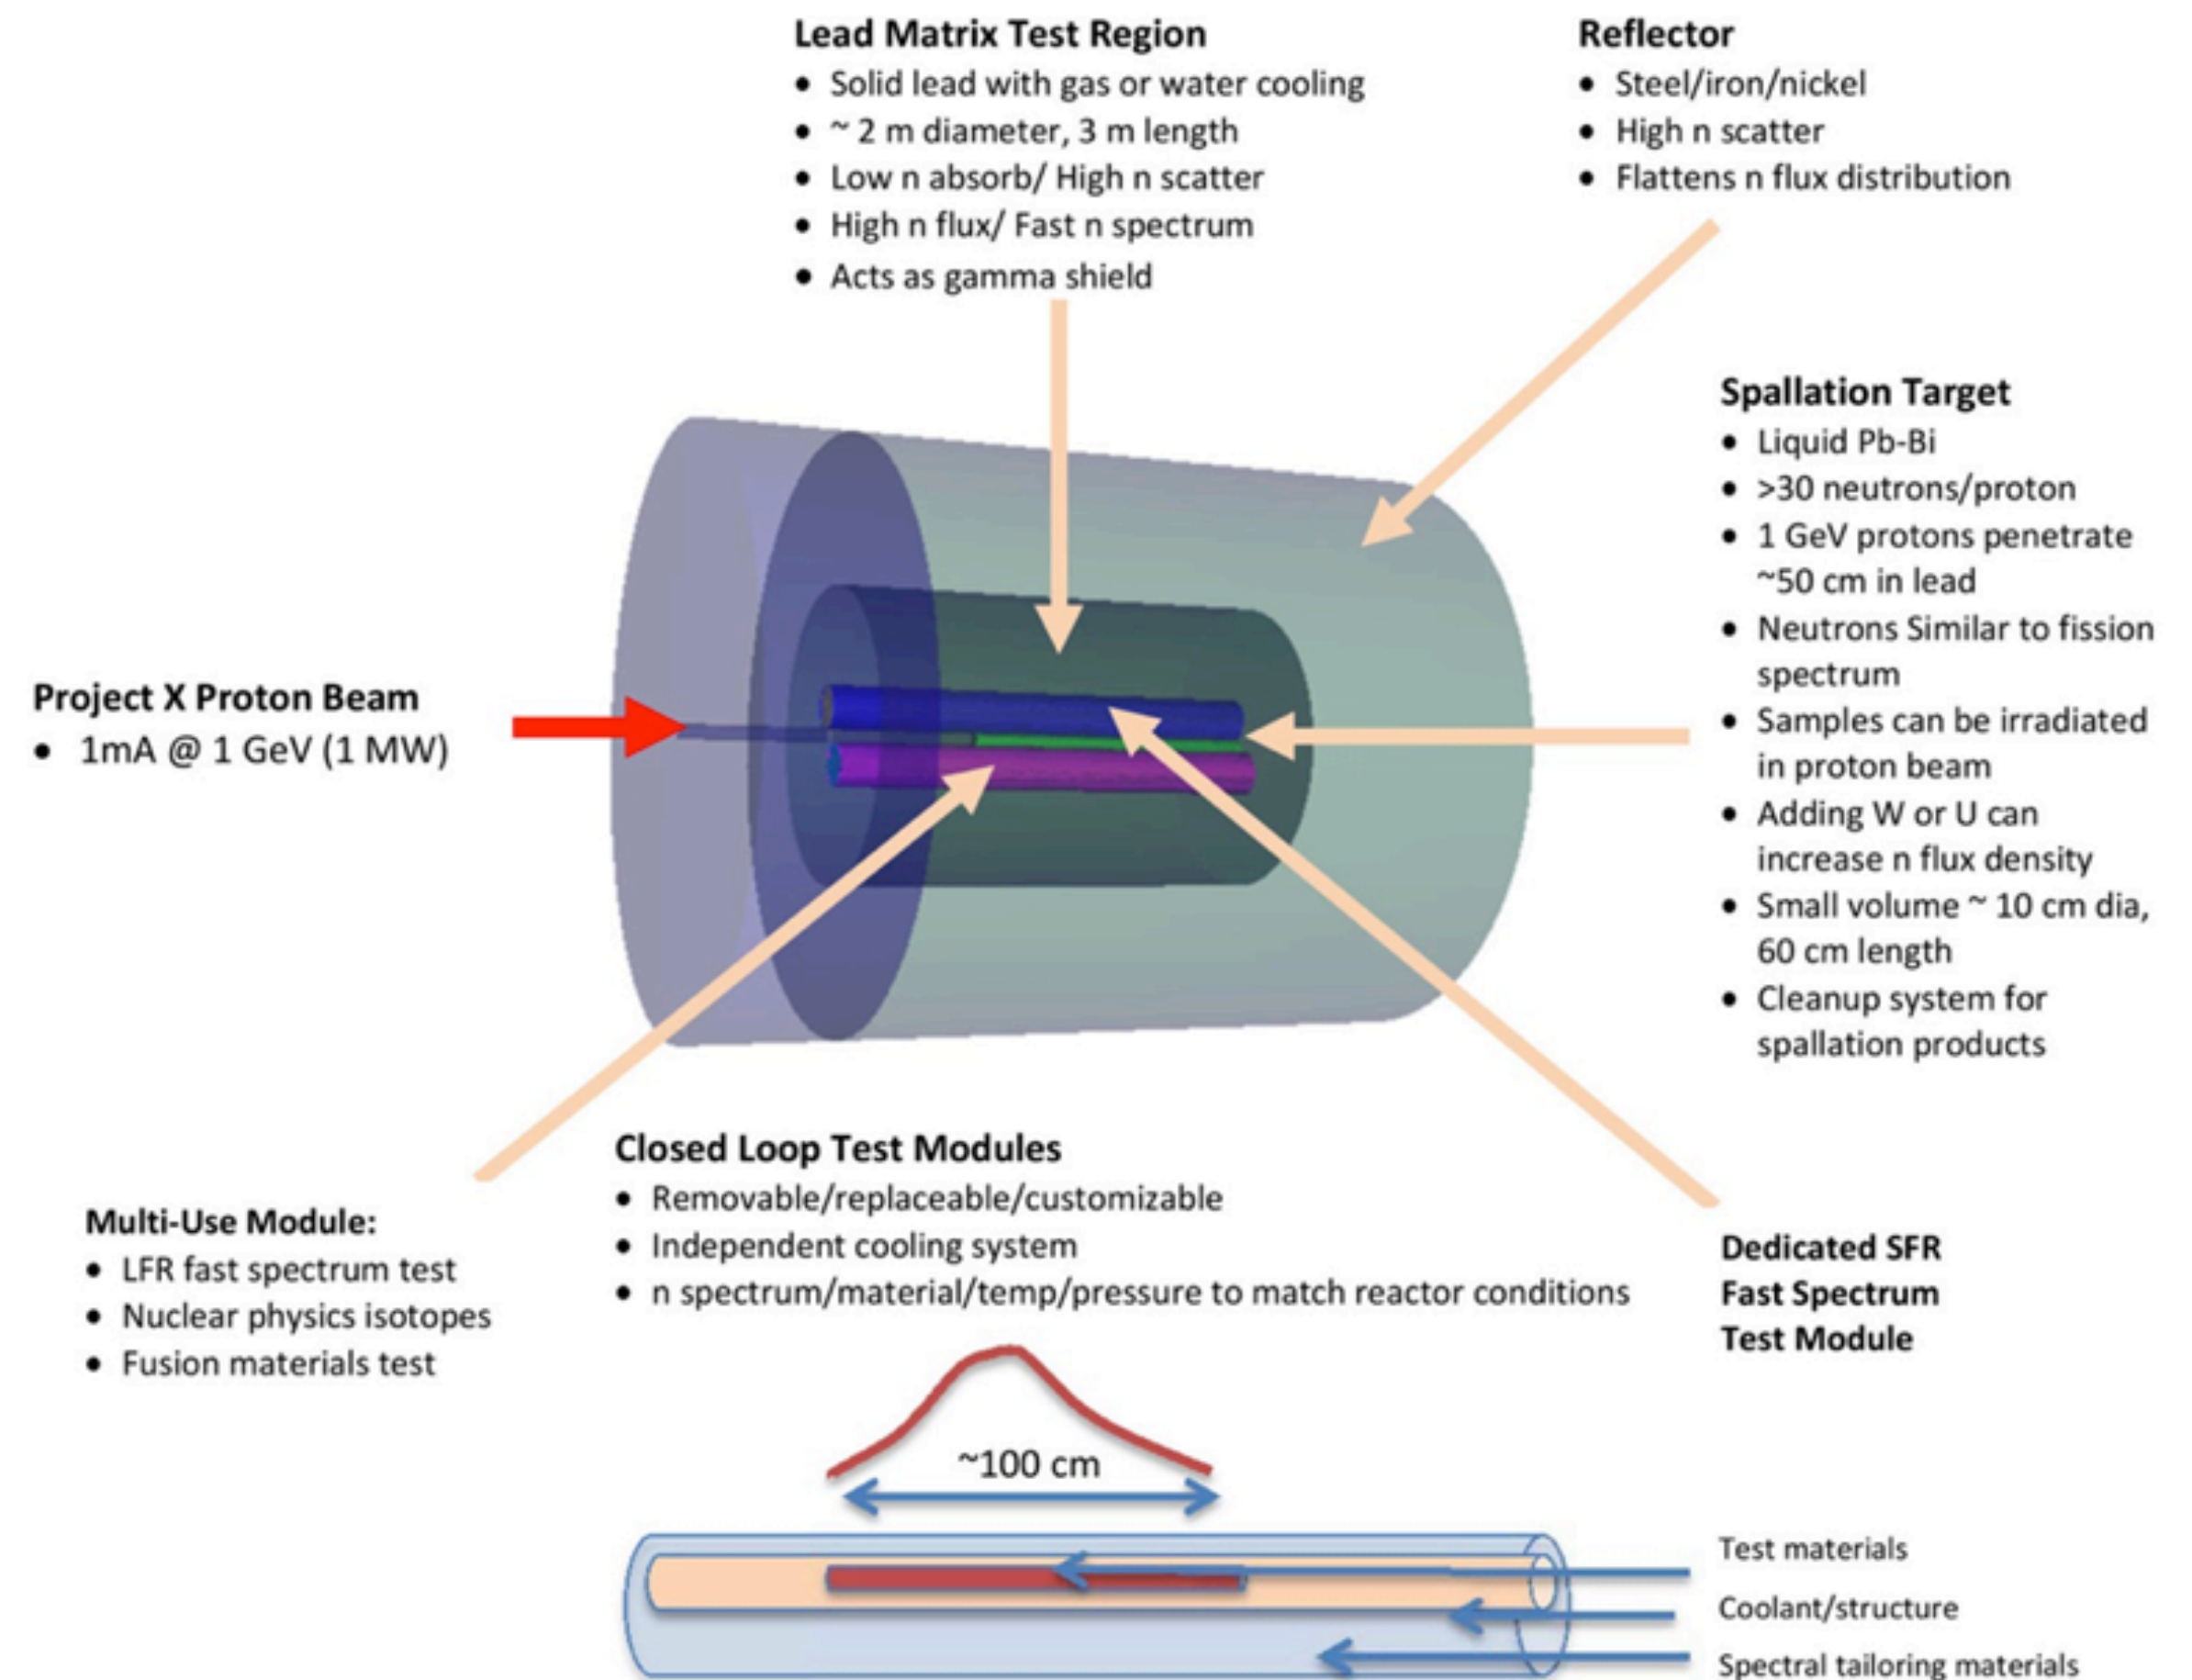 Lead Matrix Test Region
• Solid lead with gas or water cooling
• ~ 2 m diameter, 3 m length
• Low n absorb/ High n scatter
• High n flux/ Fast n spectrum
• Acts as gamma shield
Reflector
• Steel/iron/nickel
• High n scatter
• Flattens n flux distribution
Spallation Target
• Liquid Pb-Bi
• >30 neutrons/proton
• 1 GeV protons penetrate
~50 cm in lead
• Neutrons Similar to fission
spectrum
• Samples can be irradiated
in proton beam
• Adding W or U can
increase n flux density
• Small volume ~ 10 cm dia,
60 cm length
• Cleanup system for
spallation products
Project X Proton Beam
• 1mA @ 1 GeV (1 MW)
Multi-Use Module:
• LFR fast spectrum test
• Nuclear physics isotopes
• Fusion materials test
Closed Loop Test Modules
• Removable/replaceable/customizable
• Independent cooling system
• n spectrum/material/temp/pressure to match reactor conditions
Dedicated SFR
Fast Spectrum
Test Module
~100 cm
Test materials
Coolant/structure
Spectral tailoring materials